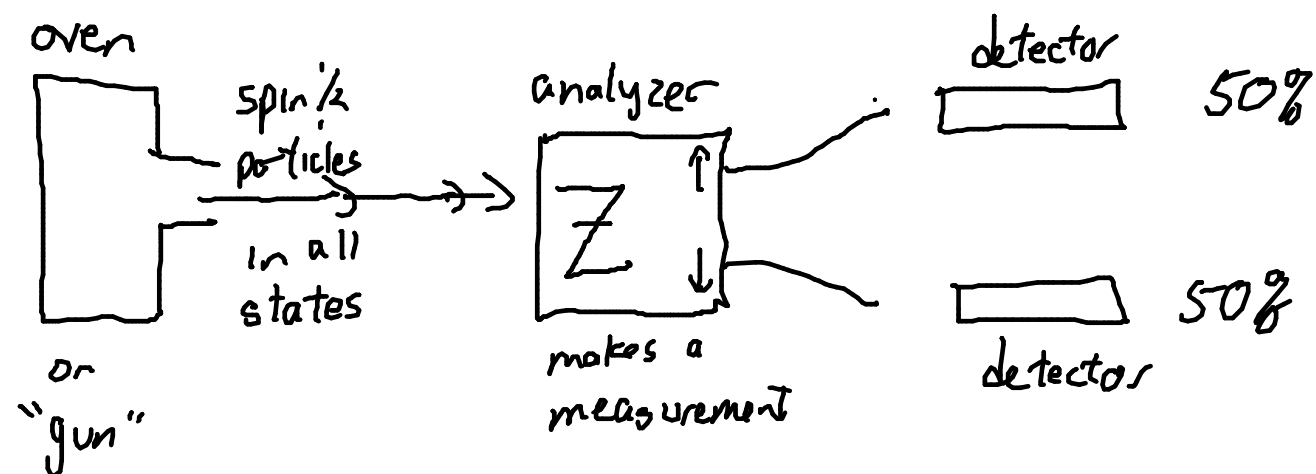 oven
spin 1/2
particles
in all
states
or
"gun"
analyzer
Z
↑
↓
makes a
measurement
detector
50%
50%
detector